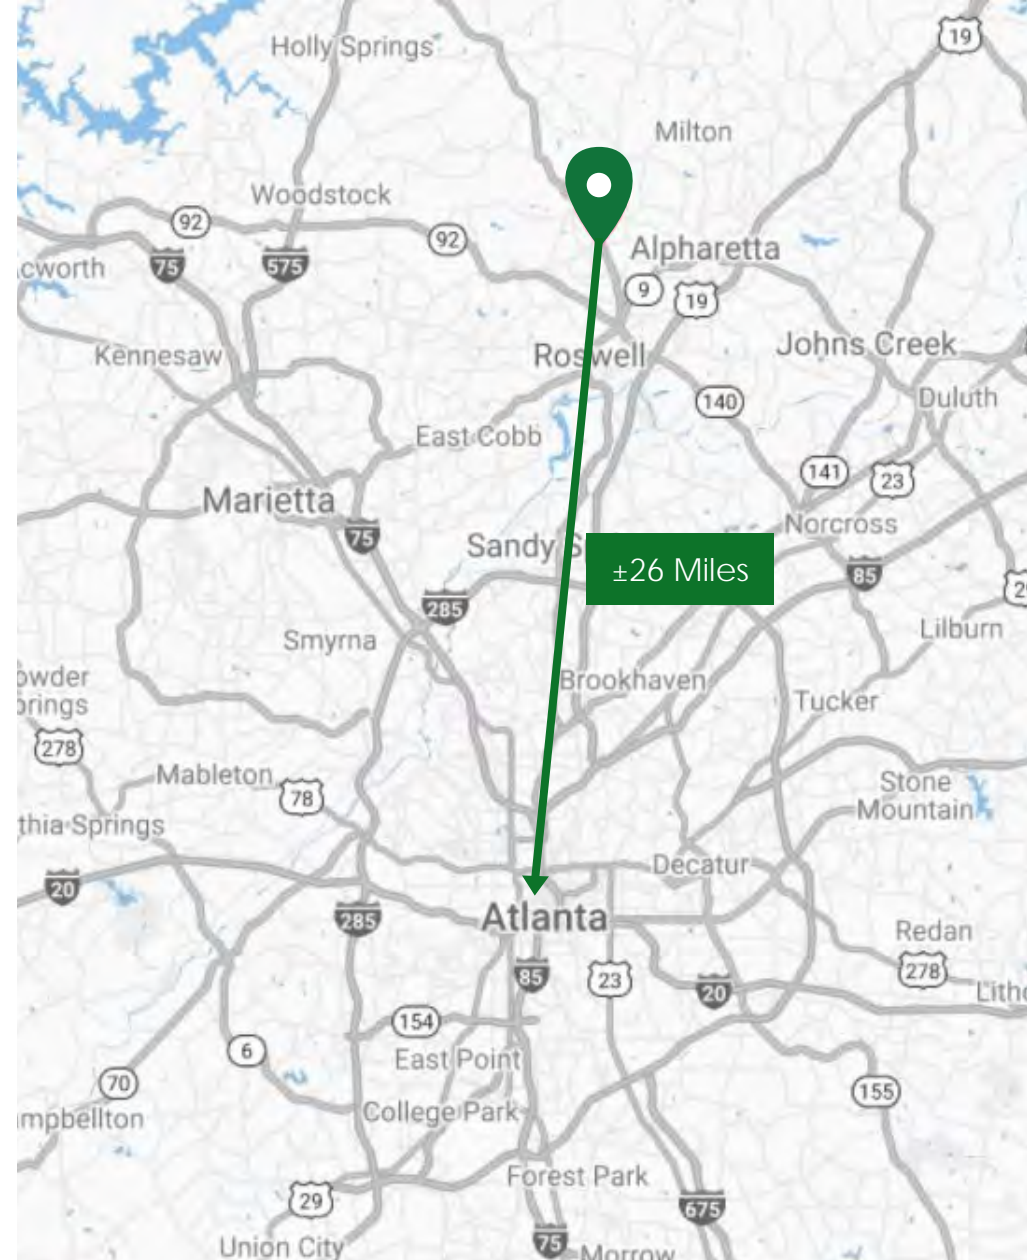 19
Holly Springs
Milton
Woodstock
92
92
Alpharetta
cworth
75
575
9
19
Kennesaw
Roswell
Johns Creek
140
Duluth
East Cobb
141
23
Marietta
75
Norcross
Sandy S
±26 Miles
85
29
285
Smyrna
Lilburn
owder
prings
Brookhaven
Tucker
278
Mableton
78
Stone
Mountain
thia Springs
Decatur
20
285
Atlanta
Redan
85
23
20
278
Litho
154
6
East Point
70
155
mpbellton
College Park
Forest Park
29
675
Union City
75
Morrow